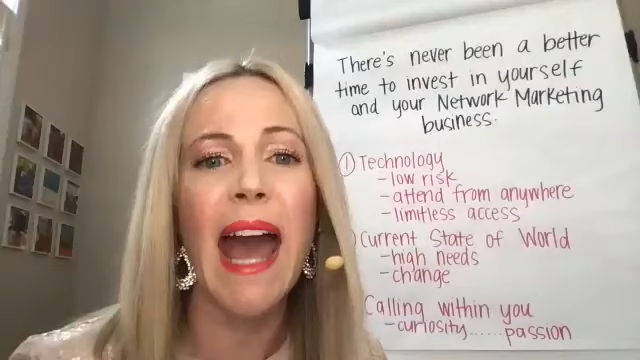 There's never been a better
time to invest in yourself
and your Network Marketing
business.
① Technology
- low risk
- attend from anywhere
- limitless access
) Current State of World
- high needs
- change
Calling within you
- curiosity.....passion